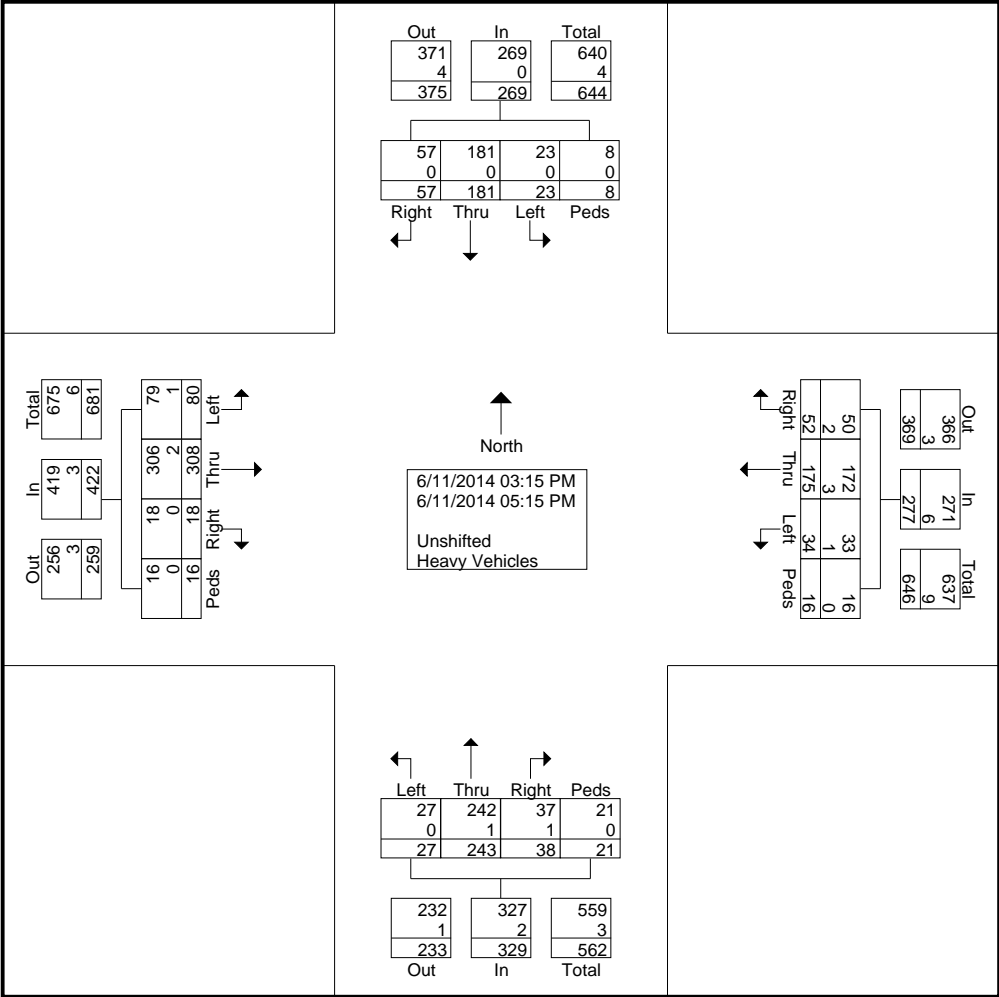 Out In Total
371 269 640
4 0 4
375 269 644
57 181 23 8
0 0 0 0
57 181 23 8
Right Thru Left Peds
Total
675
6
681
In
419
3
422
Out
256
3
259
79
1
80
Left
306
2
308
Thru
18
0
18
Right
16
0
16
Peds
North
6/11/2014 03:15 PM
6/11/2014 05:15 PM
Unshifted
Heavy Vehicles
Right
50
2
52
Thru
172
3
175
Left
33
1
34
Peds
16
0
16
Out
366
3
369
In
271
6
277
Total
637
9
646
Left Thru Right Peds
27 242 37 21
0 1 1 0
27 243 38 21
232 327 559
1 2 3
233 329 562
Out In Total